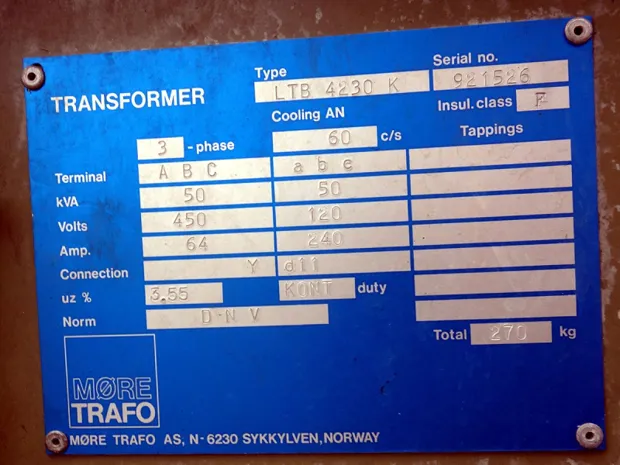 TRANSFORMER
Type LTB 4230 K
Serial no. 921526
Cooling AN
Insul. class F
3 - phase 60 c/s Tappings
Terminal A B C a b c
kVA 50 50
Volts 450 120
Amp. 64 240
Connection Y d11
uz % 3.55 KONT duty
Norm D N V
Total 270 kg
MØRE
TRAFO
MØRE TRAFO AS, N-6230 SYKKYLVEN, NORWAY